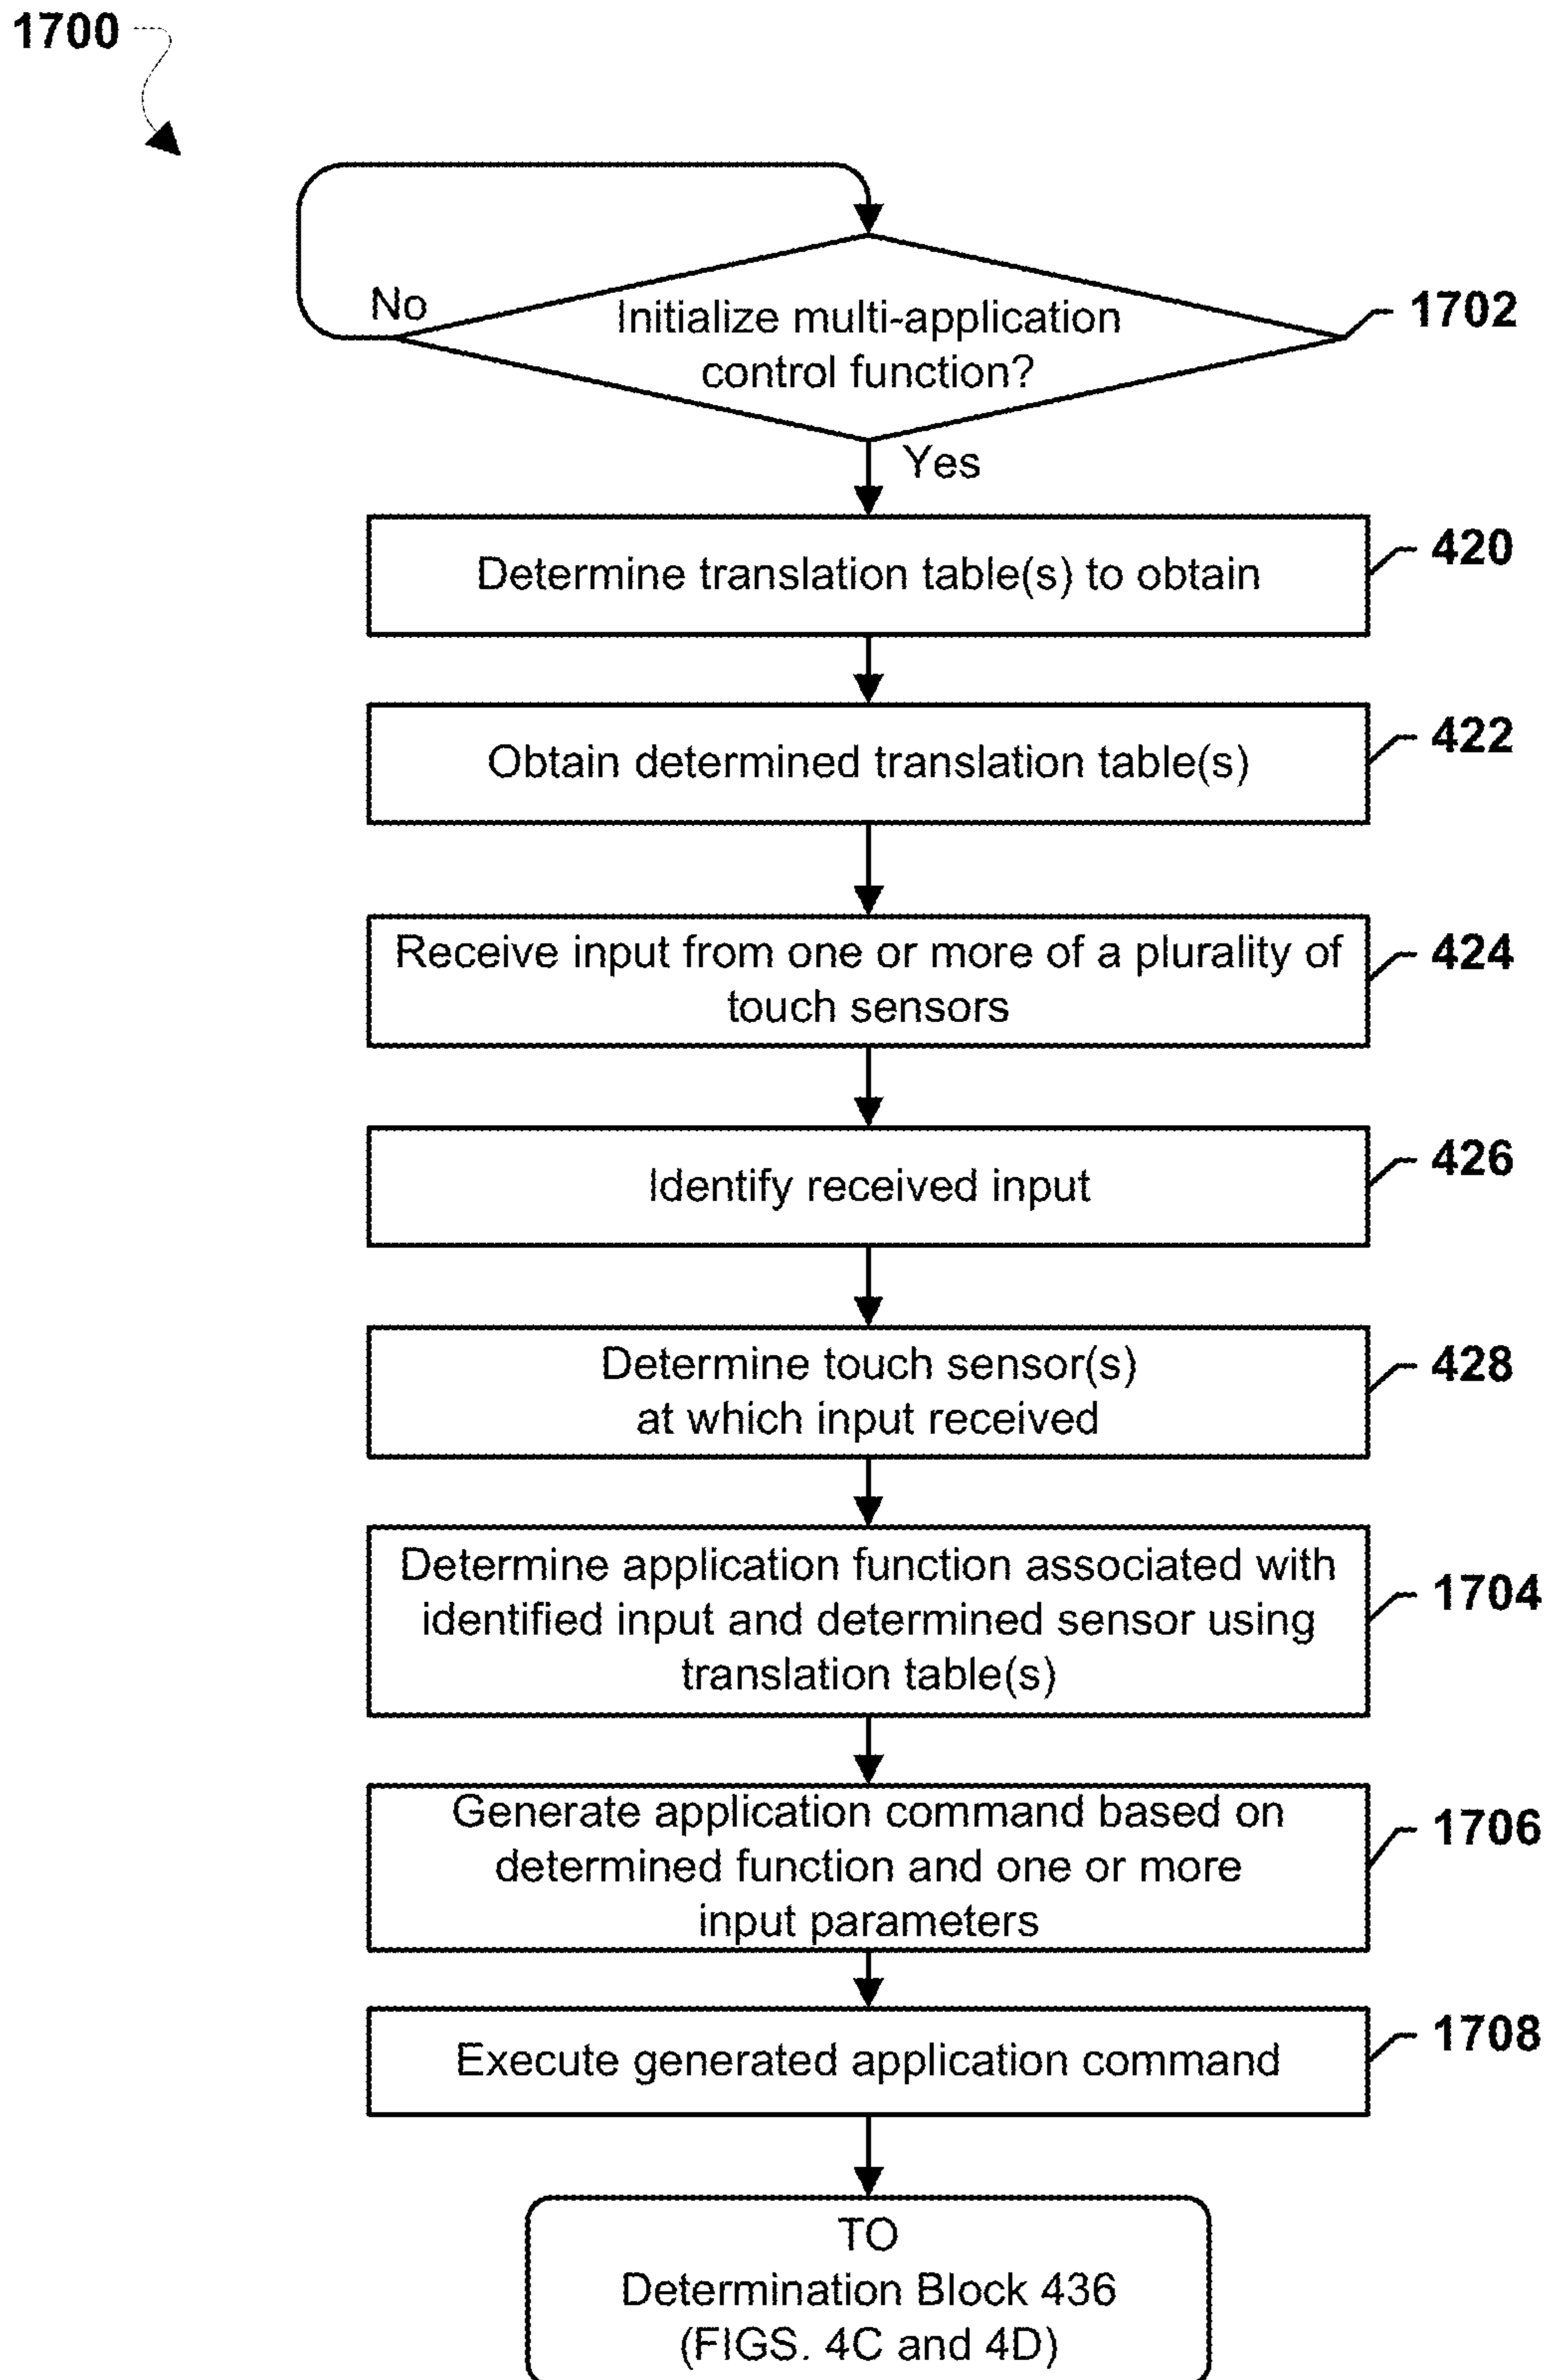 1700
No
Initialize multi-application
control function?
1702
Yes
Determine translation table(s) to obtain
420
Obtain determined translation table(s)
422
Receive input from one or more of a plurality of
touch sensors
424
Identify received input
426
Determine touch sensor(s)
at which input received
428
Determine application function associated with
identified input and determined sensor using
translation table(s)
1704
Generate application command based on
determined function and one or more
input parameters
1706
Execute generated application command
1708
TO
Determination Block 436
(FIGS. 4C and 4D)